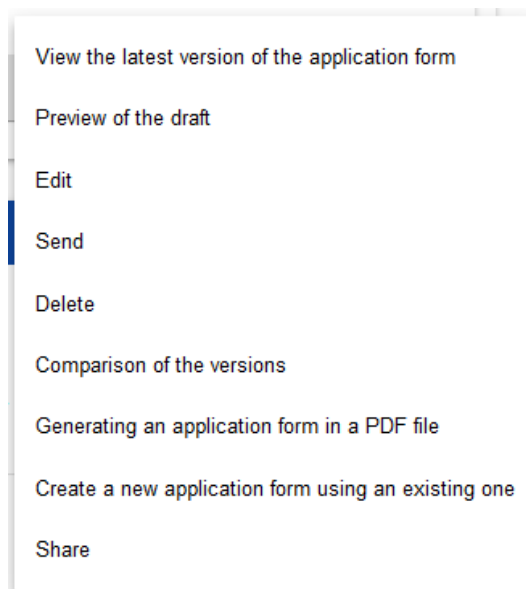 View the latest version of the application form
Preview of the draft
Edit
Send
Delete
Comparison of the versions
Generating an application form in a PDF file
Create a new application form using an existing one
Share